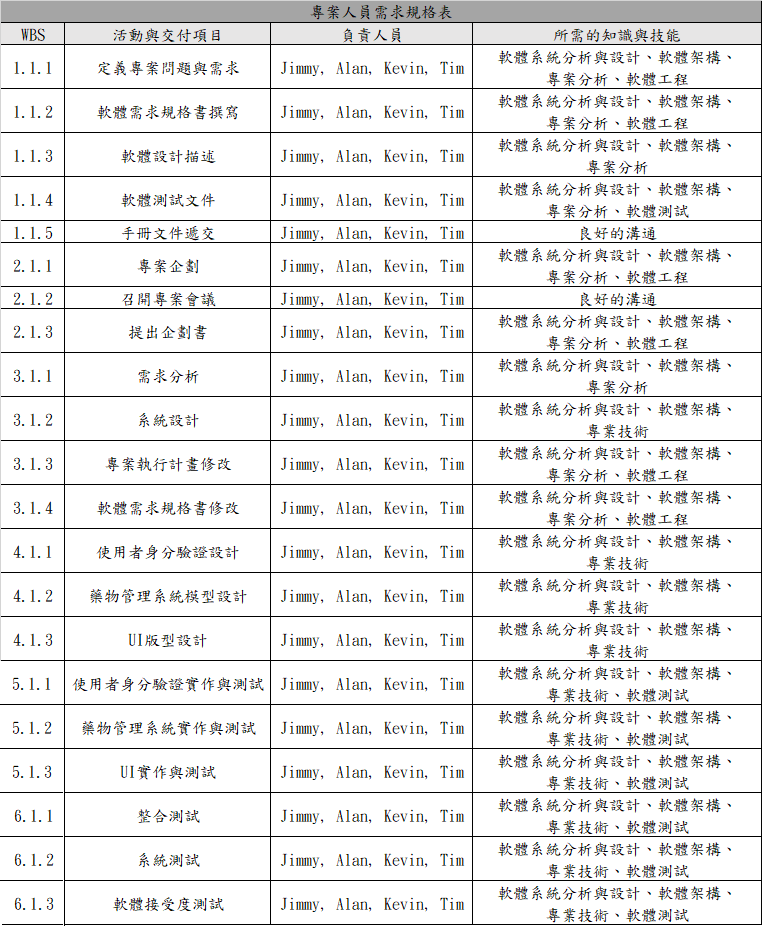 專案人員需求規格表
WBS 活動與交付項目 負責人員 所需的知識與技能
1.1.1 定義專案問題與需求 Jimmy, Alan, Kevin, Tim 軟體系統分析與設計、軟體架構、
專案分析、軟體工程
1.1.2 軟體需求規格書撰寫 Jimmy, Alan, Kevin, Tim 軟體系統分析與設計、軟體架構、
專案分析、軟體工程
1.1.3 軟體設計描述 Jimmy, Alan, Kevin, Tim 軟體系統分析與設計、軟體架構、
專案分析
1.1.4 軟體測試文件 Jimmy, Alan, Kevin, Tim 軟體系統分析與設計、軟體架構、
專案分析、軟體測試
1.1.5 手冊文件遞交 Jimmy, Alan, Kevin, Tim 良好的溝通
2.1.1 專案企劃 Jimmy, Alan, Kevin, Tim 軟體系統分析與設計、軟體架構、
專案分析、軟體工程
2.1.2 召開專案會議 Jimmy, Alan, Kevin, Tim 良好的溝通
2.1.3 提出企劃書 Jimmy, Alan, Kevin, Tim 軟體系統分析與設計、軟體架構、
專案分析、軟體工程
3.1.1 需求分析 Jimmy, Alan, Kevin, Tim 軟體系統分析與設計、軟體架構、
專案分析
3.1.2 系統設計 Jimmy, Alan, Kevin, Tim 軟體系統分析與設計、軟體架構、
專業技術
3.1.3 專案執行計畫修改 Jimmy, Alan, Kevin, Tim 軟體系統分析與設計、軟體架構、
專案分析、軟體工程
3.1.4 軟體需求規格書修改 Jimmy, Alan, Kevin, Tim 軟體系統分析與設計、軟體架構、
專案分析、軟體工程
4.1.1 使用者身分驗證設計 Jimmy, Alan, Kevin, Tim 軟體系統分析與設計、軟體架構、
專業技術
4.1.2 藥物管理系統模型設計 Jimmy, Alan, Kevin, Tim 軟體系統分析與設計、軟體架構、
專業技術
4.1.3 UI版型設計 Jimmy, Alan, Kevin, Tim 軟體系統分析與設計、軟體架構、
專業技術
5.1.1 使用者身分驗證實作與測試 Jimmy, Alan, Kevin, Tim 軟體系統分析與設計、軟體架構、
專業技術、軟體測試
5.1.2 藥物管理系統實作與測試 Jimmy, Alan, Kevin, Tim 軟體系統分析與設計、軟體架構、
專業技術、軟體測試
5.1.3 UI實作與測試 Jimmy, Alan, Kevin, Tim 軟體系統分析與設計、軟體架構、
專業技術、軟體測試
6.1.1 整合測試 Jimmy, Alan, Kevin, Tim 軟體系統分析與設計、軟體架構、
專業技術、軟體測試
6.1.2 系統測試 Jimmy, Alan, Kevin, Tim 軟體系統分析與設計、軟體架構、
專業技術、軟體測試
6.1.3 軟體接受度測試 Jimmy, Alan, Kevin, Tim 軟體系統分析與設計、軟體架構、
專業技術、軟體測試